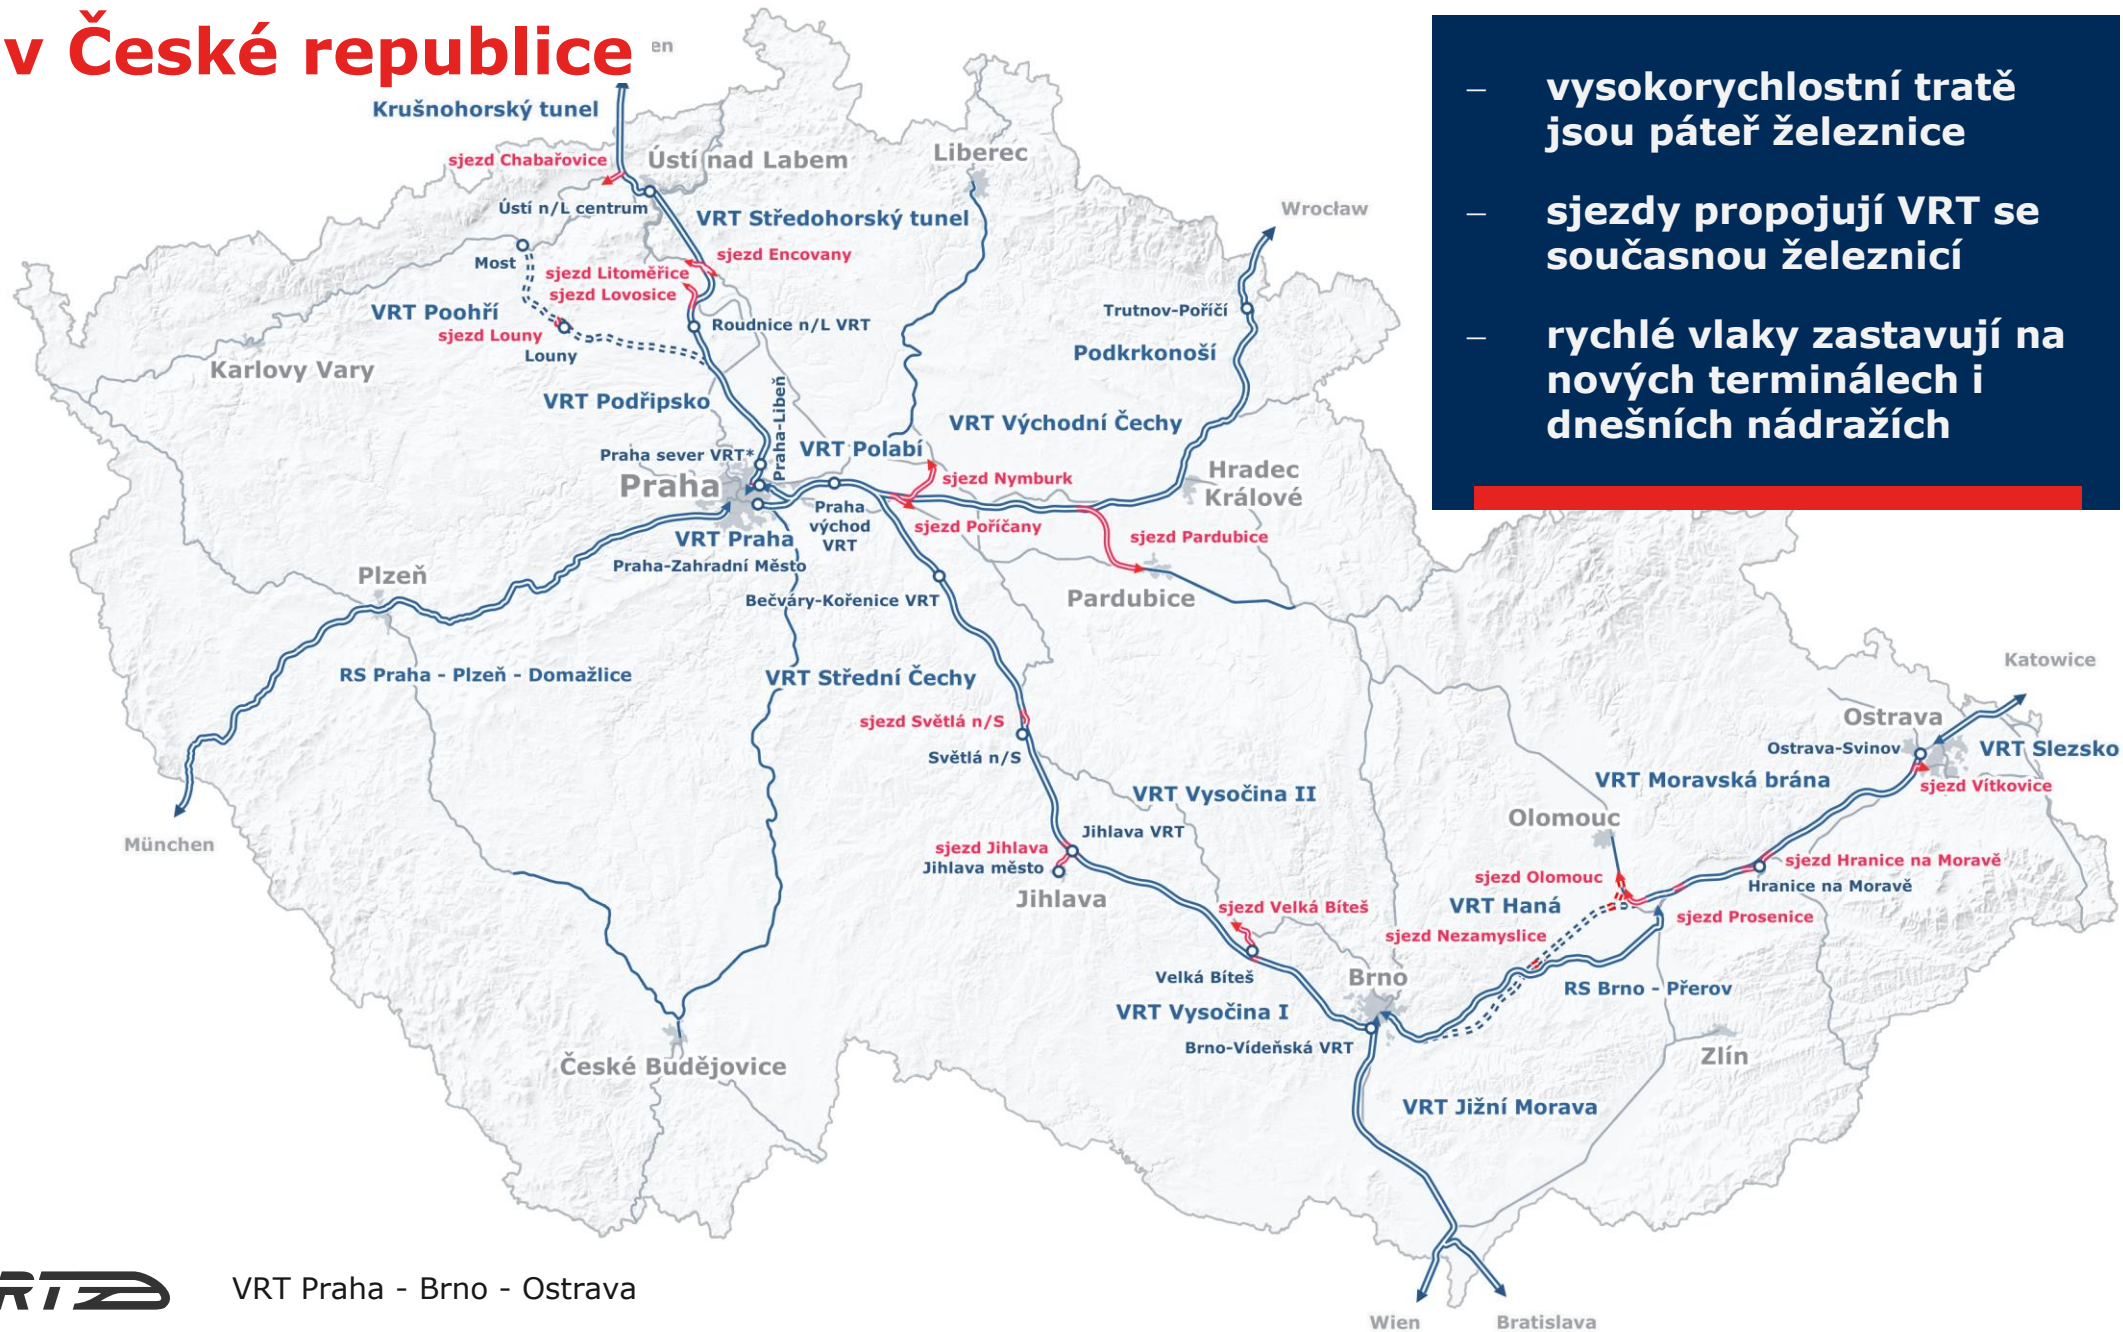 v České republice
en
Krušnohorský tunel
sjezd Chabařovice
Ústí nad Labem
Liberec
Ústí n/L centrum
VRT Středohorský tunel
Wrocław
Most
sjezd Encovany
sjezd Litoměřice
sjezd Lovosice
VRT Poohří
sjezd Louny
Louny
Roudnice n/L VRT
Trutnov-Poříčí
Podkrkonoší
Karlovy Vary
VRT Podřipsko
Praha-Libeň
VRT Východní Čechy
Praha sever VRT*
VRT Polabí
Praha
sjezd Nymburk
Hradec
Králové
Praha
východ
VRT
sjezd Poříčany
sjezd Pardubice
VRT Praha
Praha-Zahradní Město
Plzeň
Bečváry-Kořenice VRT
Pardubice
RS Praha - Plzeň - Domažlice
VRT Střední Čechy
Katowice
sjezd Světlá n/S
Světlá n/S
Ostrava
Ostrava-Svinov
VRT Slezsko
VRT Moravská brána
sjezd Vítkovice
VRT Vysočina II
München
Olomouc
Jihlava VRT
sjezd Jihlava
Jihlava město
Jihlava
sjezd Hranice na Moravě
Hranice na Moravě
sjezd Olomouc
VRT Haná
sjezd Prosenice
sjezd Velká Bíteš
sjezd Nezamyslice
Velká Bíteš
Brno
RS Brno - Přerov
VRT Vysočina I
Brno-Vídeňská VRT
Zlín
České Budějovice
VRT Jižní Morava
Wien
Bratislava
– vysokorychlostní tratě
jsou páteř železnice
– sjezdy propojují VRT se
současnou železnicí
– rychlé vlaky zastavují na
nových terminálech i
dnešních nádražích
RT
VRT Praha - Brno - Ostrava